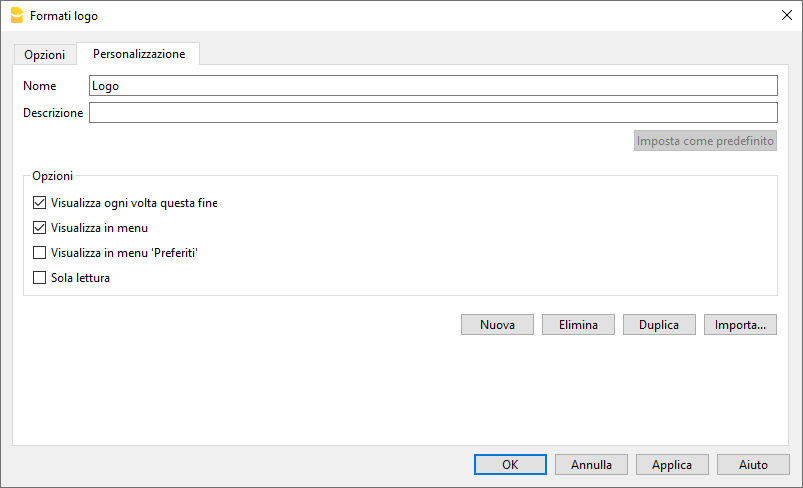 Formati logo
Opzioni Personalizzazione
Nome Logo
Descrizione
Imposta come predefinito
Opzioni
Visualizza ogni volta questa fine
Visualizza in menu
Visualizza in menu 'Preferiti'
Sola lettura
Nuova Elimina Duplica Importa...
OK Annulla Applica Aiuto